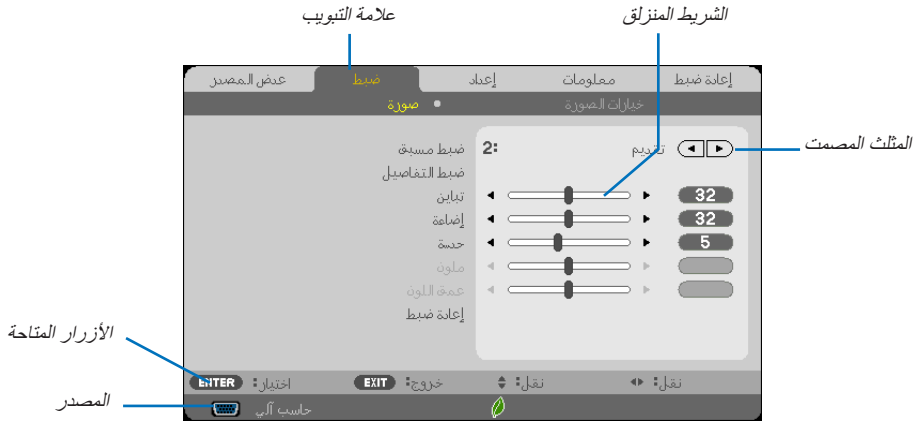 علامة التبويب
الشريط المنزلق
عرض المصدر ضبط إعداد معلومات إعادة ضبط
صورة خيارات الصورة
المثلث المصمت
ضبط مسبق 2: تقديم
ضبط التفاصيل
تباين 32
إضاءة 32
حدة 5
ملون
عمق اللون
إعادة ضبط
الأزرار المتاحة
ENTER اختيار: EXIT خروج: نقل: نقل:
المصدر
حاسب آلي